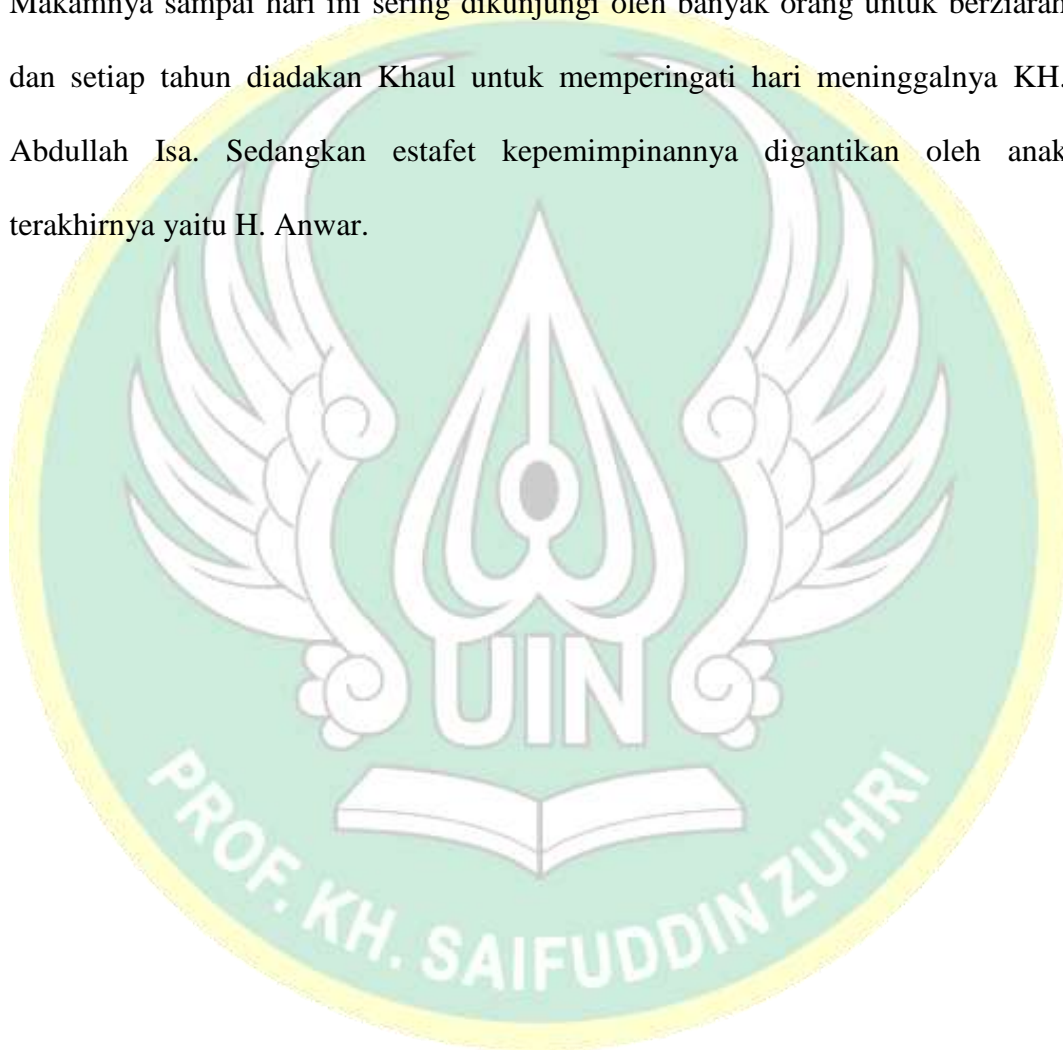 Makamnya sampai hari ini sering dikunjungi oleh banyak orang untuk berziarah
dan setiap tahun diadakan Khaul untuk memperingati hari meninggalnya KH.
Abdullah Isa. Sedangkan estafet kepemimpinannya digantikan oleh anak
terakhirnya yaitu H. Anwar.
UIN
PROF. KH. SAIFUDDIN ZUHRI